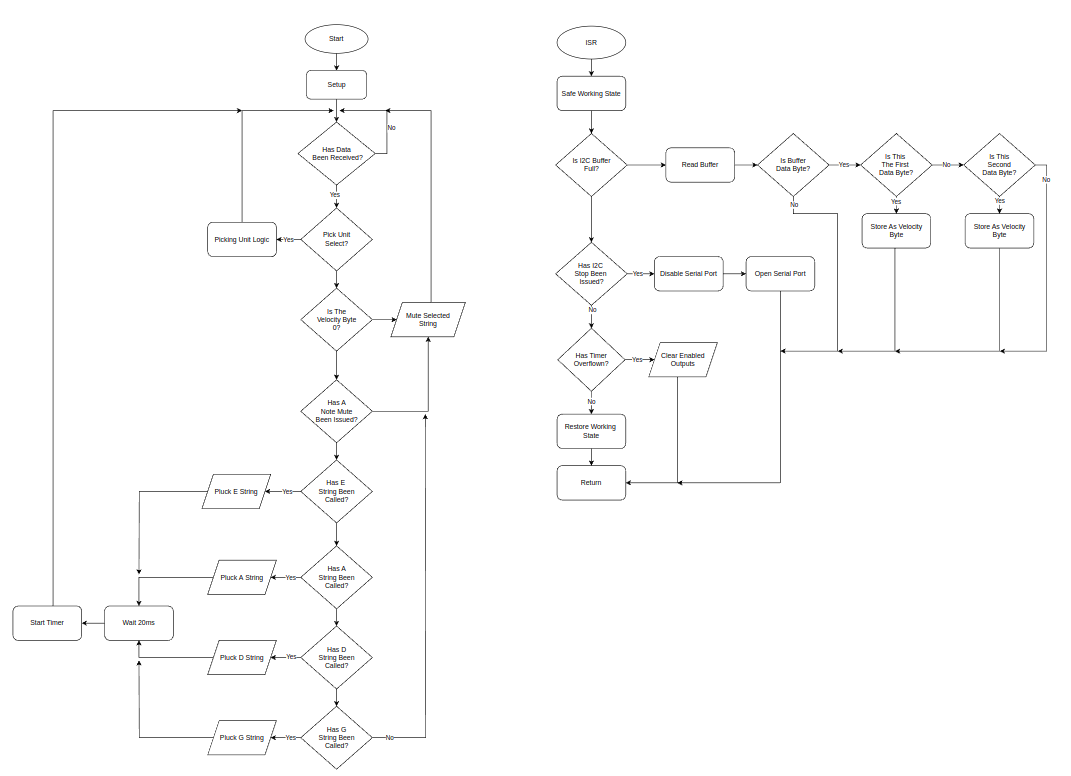 Start
Setup
No
Has Data
Been Received?
Yes
Picking Unit Logic
Yes
Pick Unit
Select?
Is The
Velocity Byte
0?
Mute Selected
String
Has A
Note Mute
Been Issued?
Pluck E String
Yes
Has E
String Been
Called?
Pluck A String
Yes
Has A
String Been
Called?
Start Timer
Wait 20ms
Pluck D String
Yes
Has D
String Been
Called?
Pluck G String
Yes
Has G
String Been
Called?
No
ISR
Safe Working State
Is I2C Buffer
Full?
Read Buffer
Is Buffer
Data Byte?
Yes
Is This
The First
Data Byte?
No
Is This
Second
Data Byte?
No
No
Yes
Yes
Store As Velocity
Byte
Store As Velocity
Byte
Has I2C
Stop Been
Issued?
Yes
Disable Serial Port
Open Serial Port
No
Has Timer
Overflown?
Yes
Clear Enabled
Outputs
No
Restore Working
State
Return